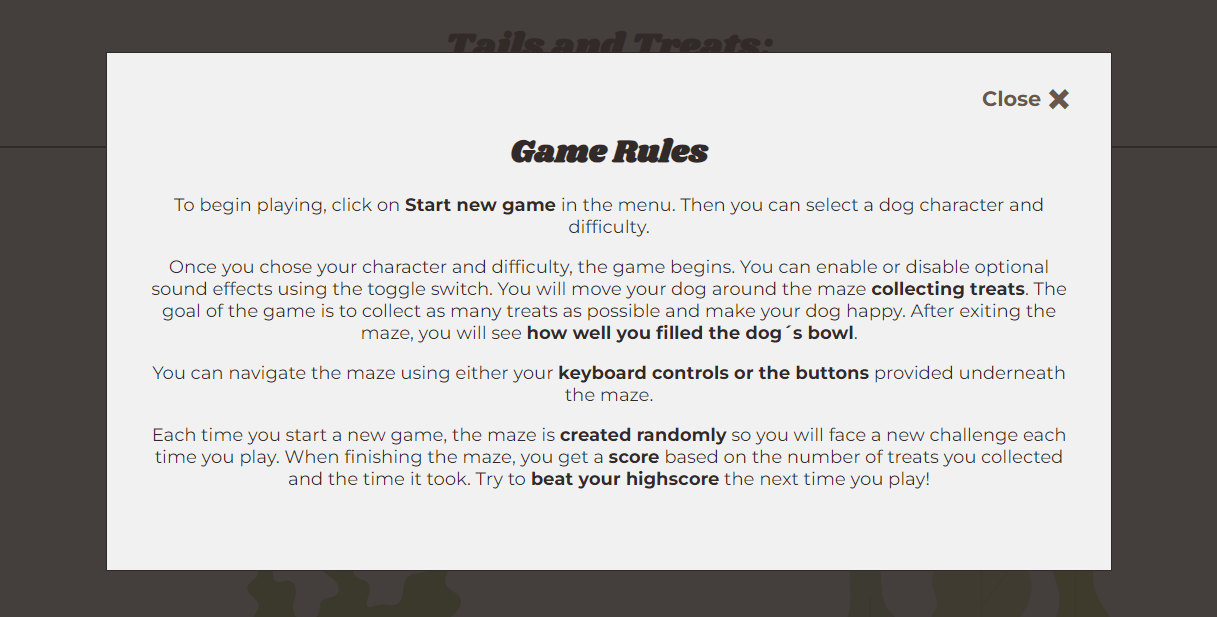 Tails and Treats:
Close
Game Rules
To begin playing, click on Start new game in the menu. Then you can select a dog character and
difficulty.
Once you chose your character and difficulty, the game begins. You can enable or disable optional
sound effects using the toggle switch. You will move your dog around the maze collecting treats. The
goal of the game is to collect as many treats as possible and make your dog happy. After exiting the
maze, you will see how well you filled the dog´s bowl.
You can navigate the maze using either your keyboard controls or the buttons provided underneath
the maze.
Each time you start a new game, the maze is created randomly so you will face a new challenge each
time you play. When finishing the maze, you get a score based on the number of treats you collected
and the time it took. Try to beat your highscore the next time you play!